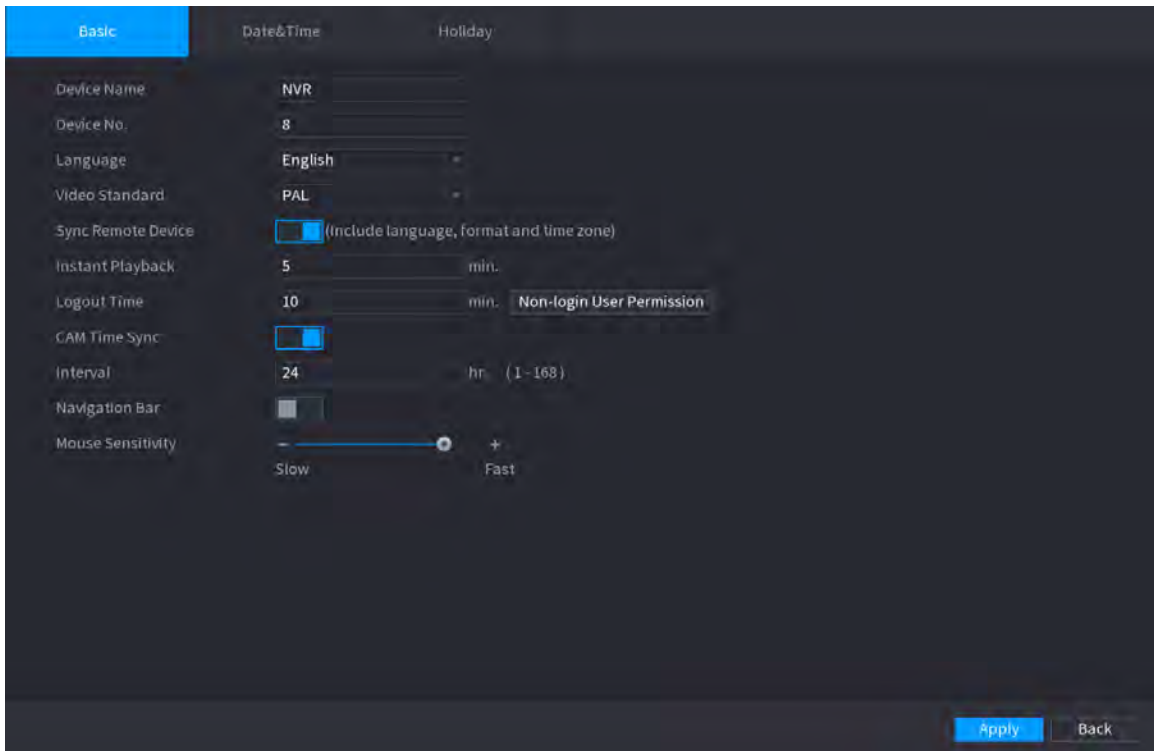 Basic Date&Time Holiday
Device Name NVR
Device No. 8
Language English
Video Standard PAL
Sync Remote Device (Include language, format and time zone)
Instant Playback 5 min.
Logout Time 10 min. Non-login User Permission
CAM Time Sync
Interval 24 hr. (1-168)
Navigation Bar
Mouse Sensitivity - +
Slow Fast
Apply Back